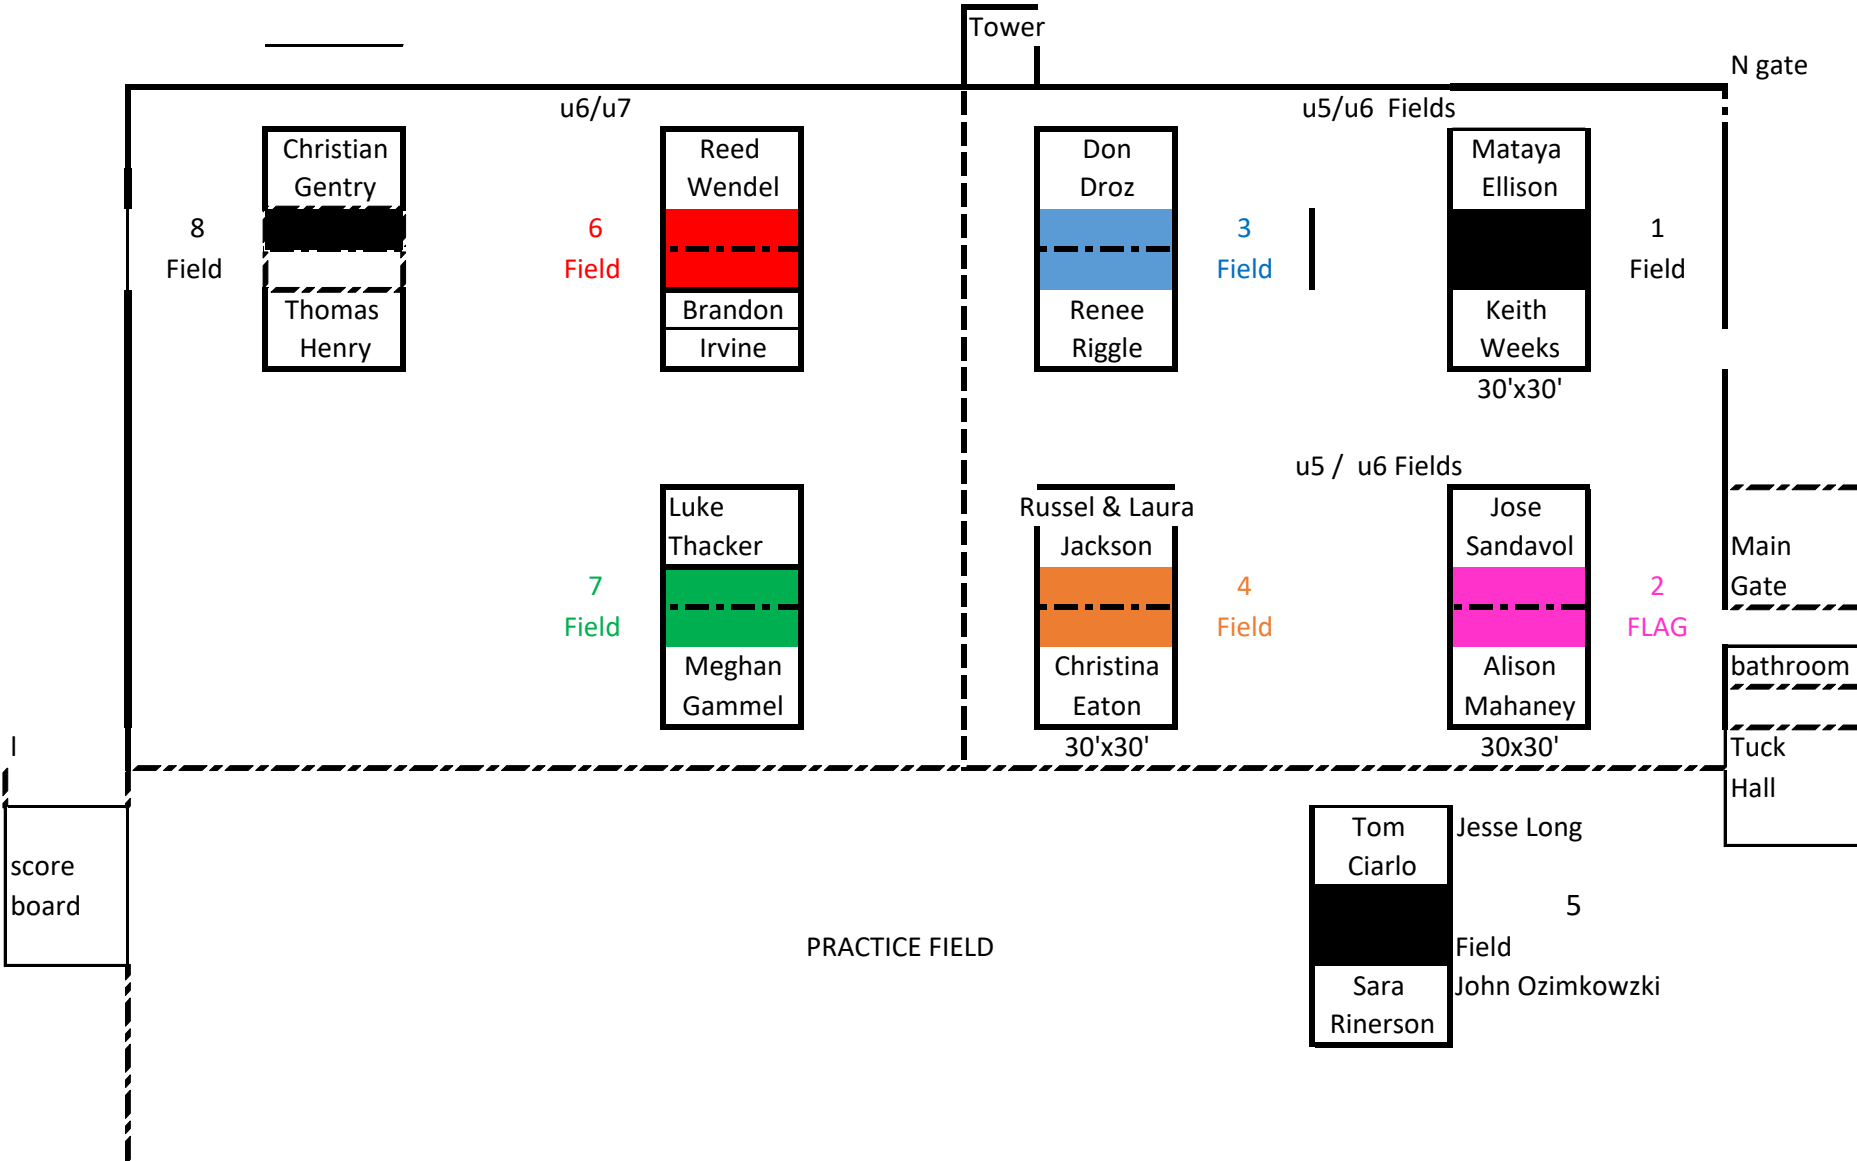 Tower
N gate
u6/u7
u5/u6  Fields
Christian
Gentry
Reed
Wendel
Don
Droz
Mataya
Ellison
8
Field
6
Field
3
Field
1
Field
Thomas
Henry
Brandon
Irvine
Renee
Riggle
Keith
Weeks
30'x30'
u5 /  u6 Fields
Luke
Thacker
Russel & Laura
Jackson
Jose
Sandavol
Main
Gate
7
Field
4
Field
2
FLAG
Meghan
Gammel
Christina
Eaton
Alison
Mahaney
bathroom
30'x30'
30x30'
l
Tuck
Hall
score
board
Tom
Ciarlo
Jesse Long
5
Field
PRACTICE FIELD
Sara
Rinerson
John Ozimkowzki